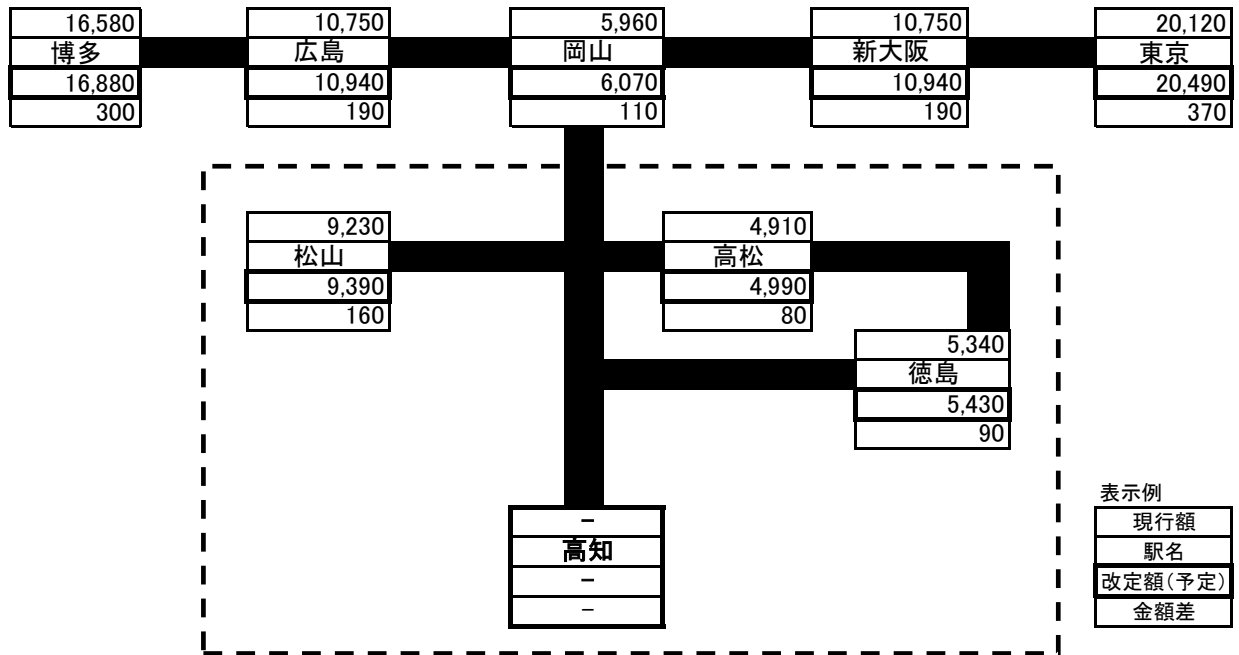 16,580
博多
16,880
300
10,750
広島
10,940
190
5,960
岡山
6,070
110
10,750
新大阪
10,940
190
20,120
東京
20,490
370
9,230
松山
9,390
160
4,910
高松
4,990
80
5,340
徳島
5,430
90
－
高知
－
－
表示例
現行額
駅名
改定額(予定)
金額差